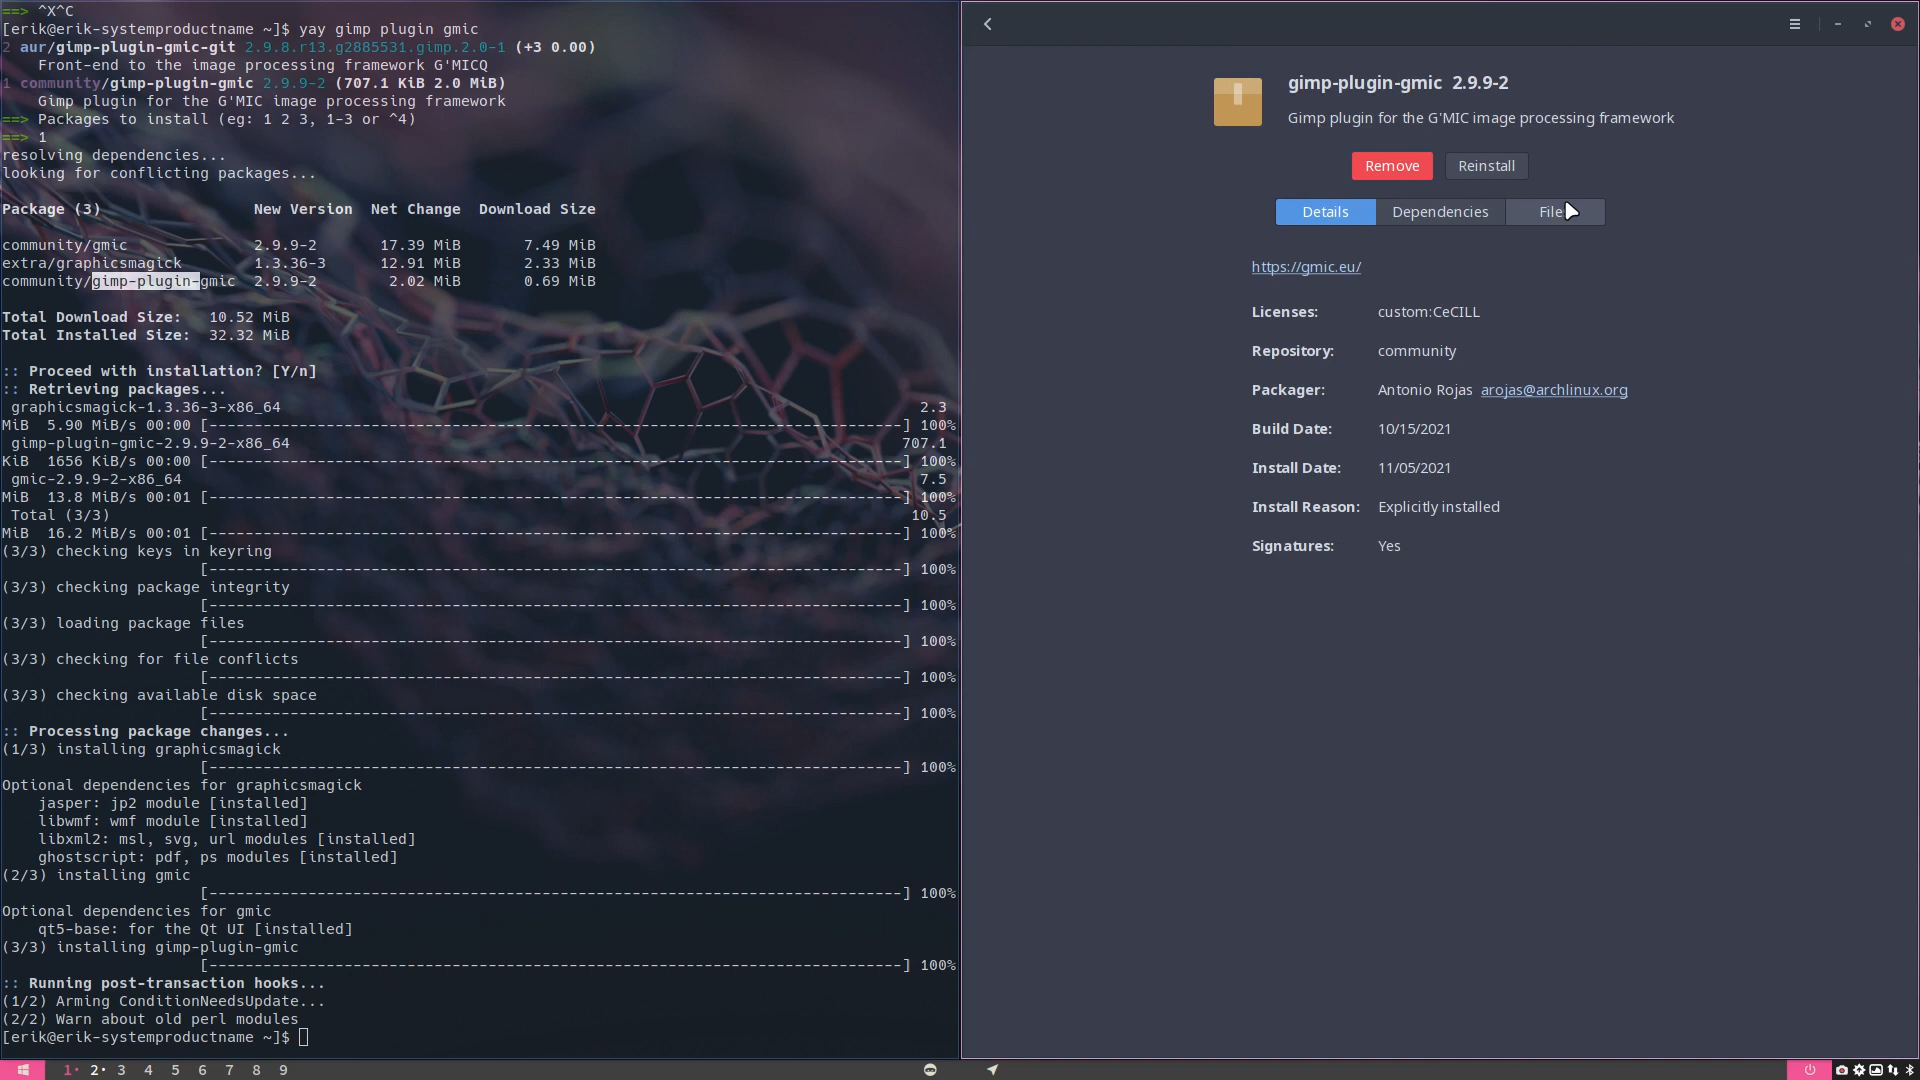 ==> ^X^C
[erik@erik-systemproductname ~]$ yay gimp plugin gmic
2 aur/gimp-plugin-gmic-git 2.9.8.r13.g2885531.gimp.2.0-1 (+3 0.00)
    Front-end to the image processing framework G'MICQ
1 community/gimp-plugin-gmic 2.9.9-2 (707.1 KiB 2.0 MiB)
    Gimp plugin for the G'MIC image processing framework
==> Packages to install (eg: 1 2 3, 1-3 or ^4)
==> 1
resolving dependencies...
looking for conflicting packages...
Package (3) New Version Net Change Download Size
community/gmic 2.9.9-2 17.39 MiB 7.49 MiB
extra/graphicsmagick 1.3.36-3 12.91 MiB 2.33 MiB
community/gimp-plugin-gmic 2.9.9-2 2.02 MiB 0.69 MiB
Total Download Size: 10.52 MiB
Total Installed Size: 32.32 MiB
:: Proceed with installation? [Y/n]
:: Retrieving packages...
graphicsmagick-1.3.36-3-x86_64 2.3
MiB 5.90 MiB/s 00:00 [------------------------------------------------------------------------------] 100%
gimp-plugin-gmic-2.9.9-2-x86_64 707.1
KiB 1656 KiB/s 00:00 [------------------------------------------------------------------------------] 100%
gmic-2.9.9-2-x86_64 7.5
MiB 13.8 MiB/s 00:01 [------------------------------------------------------------------------------] 100%
Total (3/3) 10.5
MiB 16.2 MiB/s 00:01 [------------------------------------------------------------------------------] 100%
(3/3) checking keys in keyring
[------------------------------------------------------------------------------] 100%
(3/3) checking package integrity
[------------------------------------------------------------------------------] 100%
(3/3) loading package files
[------------------------------------------------------------------------------] 100%
(3/3) checking for file conflicts
[------------------------------------------------------------------------------] 100%
(3/3) checking available disk space
[------------------------------------------------------------------------------] 100%
:: Processing package changes...
(1/3) installing graphicsmagick
[------------------------------------------------------------------------------] 100%
Optional dependencies for graphicsmagick
    jasper: jp2 module [installed]
    libwmf: wmf module [installed]
    libxml2: msl, svg, url modules [installed]
    ghostscript: pdf, ps modules [installed]
(2/3) installing gmic
[------------------------------------------------------------------------------] 100%
Optional dependencies for gmic
    qt5-base: for the Qt UI [installed]
(3/3) installing gimp-plugin-gmic
[------------------------------------------------------------------------------] 100%
:: Running post-transaction hooks...
(1/2) Arming ConditionNeedsUpdate...
(2/2) Warn about old perl modules
[erik@erik-systemproductname ~]$
gimp-plugin-gmic 2.9.9-2
Gimp plugin for the G'MIC image processing framework
Remove Reinstall
Details Dependencies
https://gmic.eu/
Licenses: custom:CeCILL
Repository: community
Packager: Antonio Rojas arojas@archlinux.org
Build Date: 10/15/2021
Install Date: 11/05/2021
Install Reason: Explicitly installed
Signatures: Yes
1 2 3 4 5 6 7 8 9